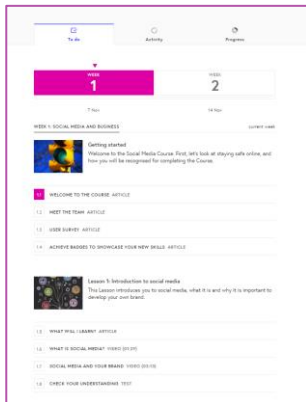 To do
Activity
Progress
WEEK
1
WEEK
2
7 Nov
14 Nov
WEEK 1: SOCIAL MEDIA AND BUSINESS
Current week
Getting started
Welcome to the Social Media Course. First, let's look at staying safe online, and
how you will be recognised for completing the Course.
1.1 WELCOME TO THE COURSE ARTICLE
1.2 MEET THE TEAM ARTICLE
1.3 USER SURVEY ARTICLE
1.4 ACHIEVE BADGES TO SHOWCASE YOUR NEW SKILLS ARTICLE
Lesson 1: Introduction to social media
This Lesson introduces you to social media, what it is and why it is important to
develop your own brand.
1.5 WHAT WILL I LEARN? ARTICLE
1.6 WHAT IS SOCIAL MEDIA? VIDEO
1.7 SOCIAL MEDIA AND YOUR BRAND VIDEO
1.8 CHECK YOUR UNDERSTANDING TEST